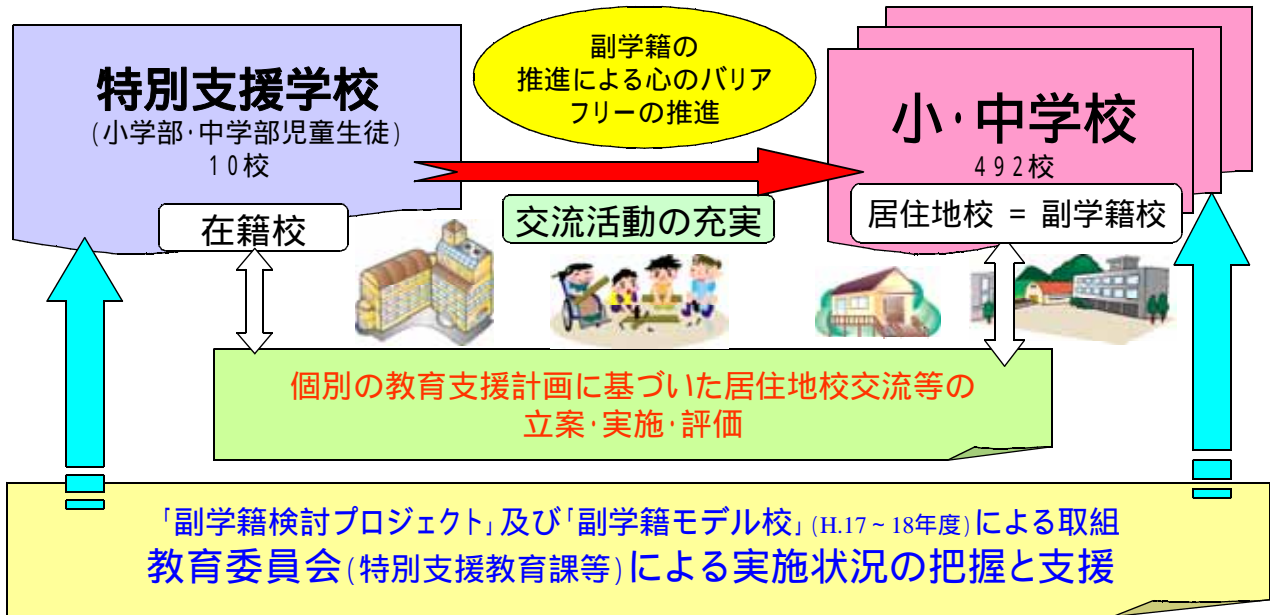 副学籍の
推進による心のバリア
フリーの推進
特別支援学校
(小学部・中学部児童生徒)
10校
在籍校
交流活動の充実
小・中学校
492校
居住地校 = 副学籍校
個別の教育支援計画に基づいた居住地校交流等の
立案・実施・評価
「副学籍検討プロジェクト」及び「副学籍モデル校」(H.17~18年度)による取組
教育委員会(特別支援教育課等)による実施状況の把握と支援